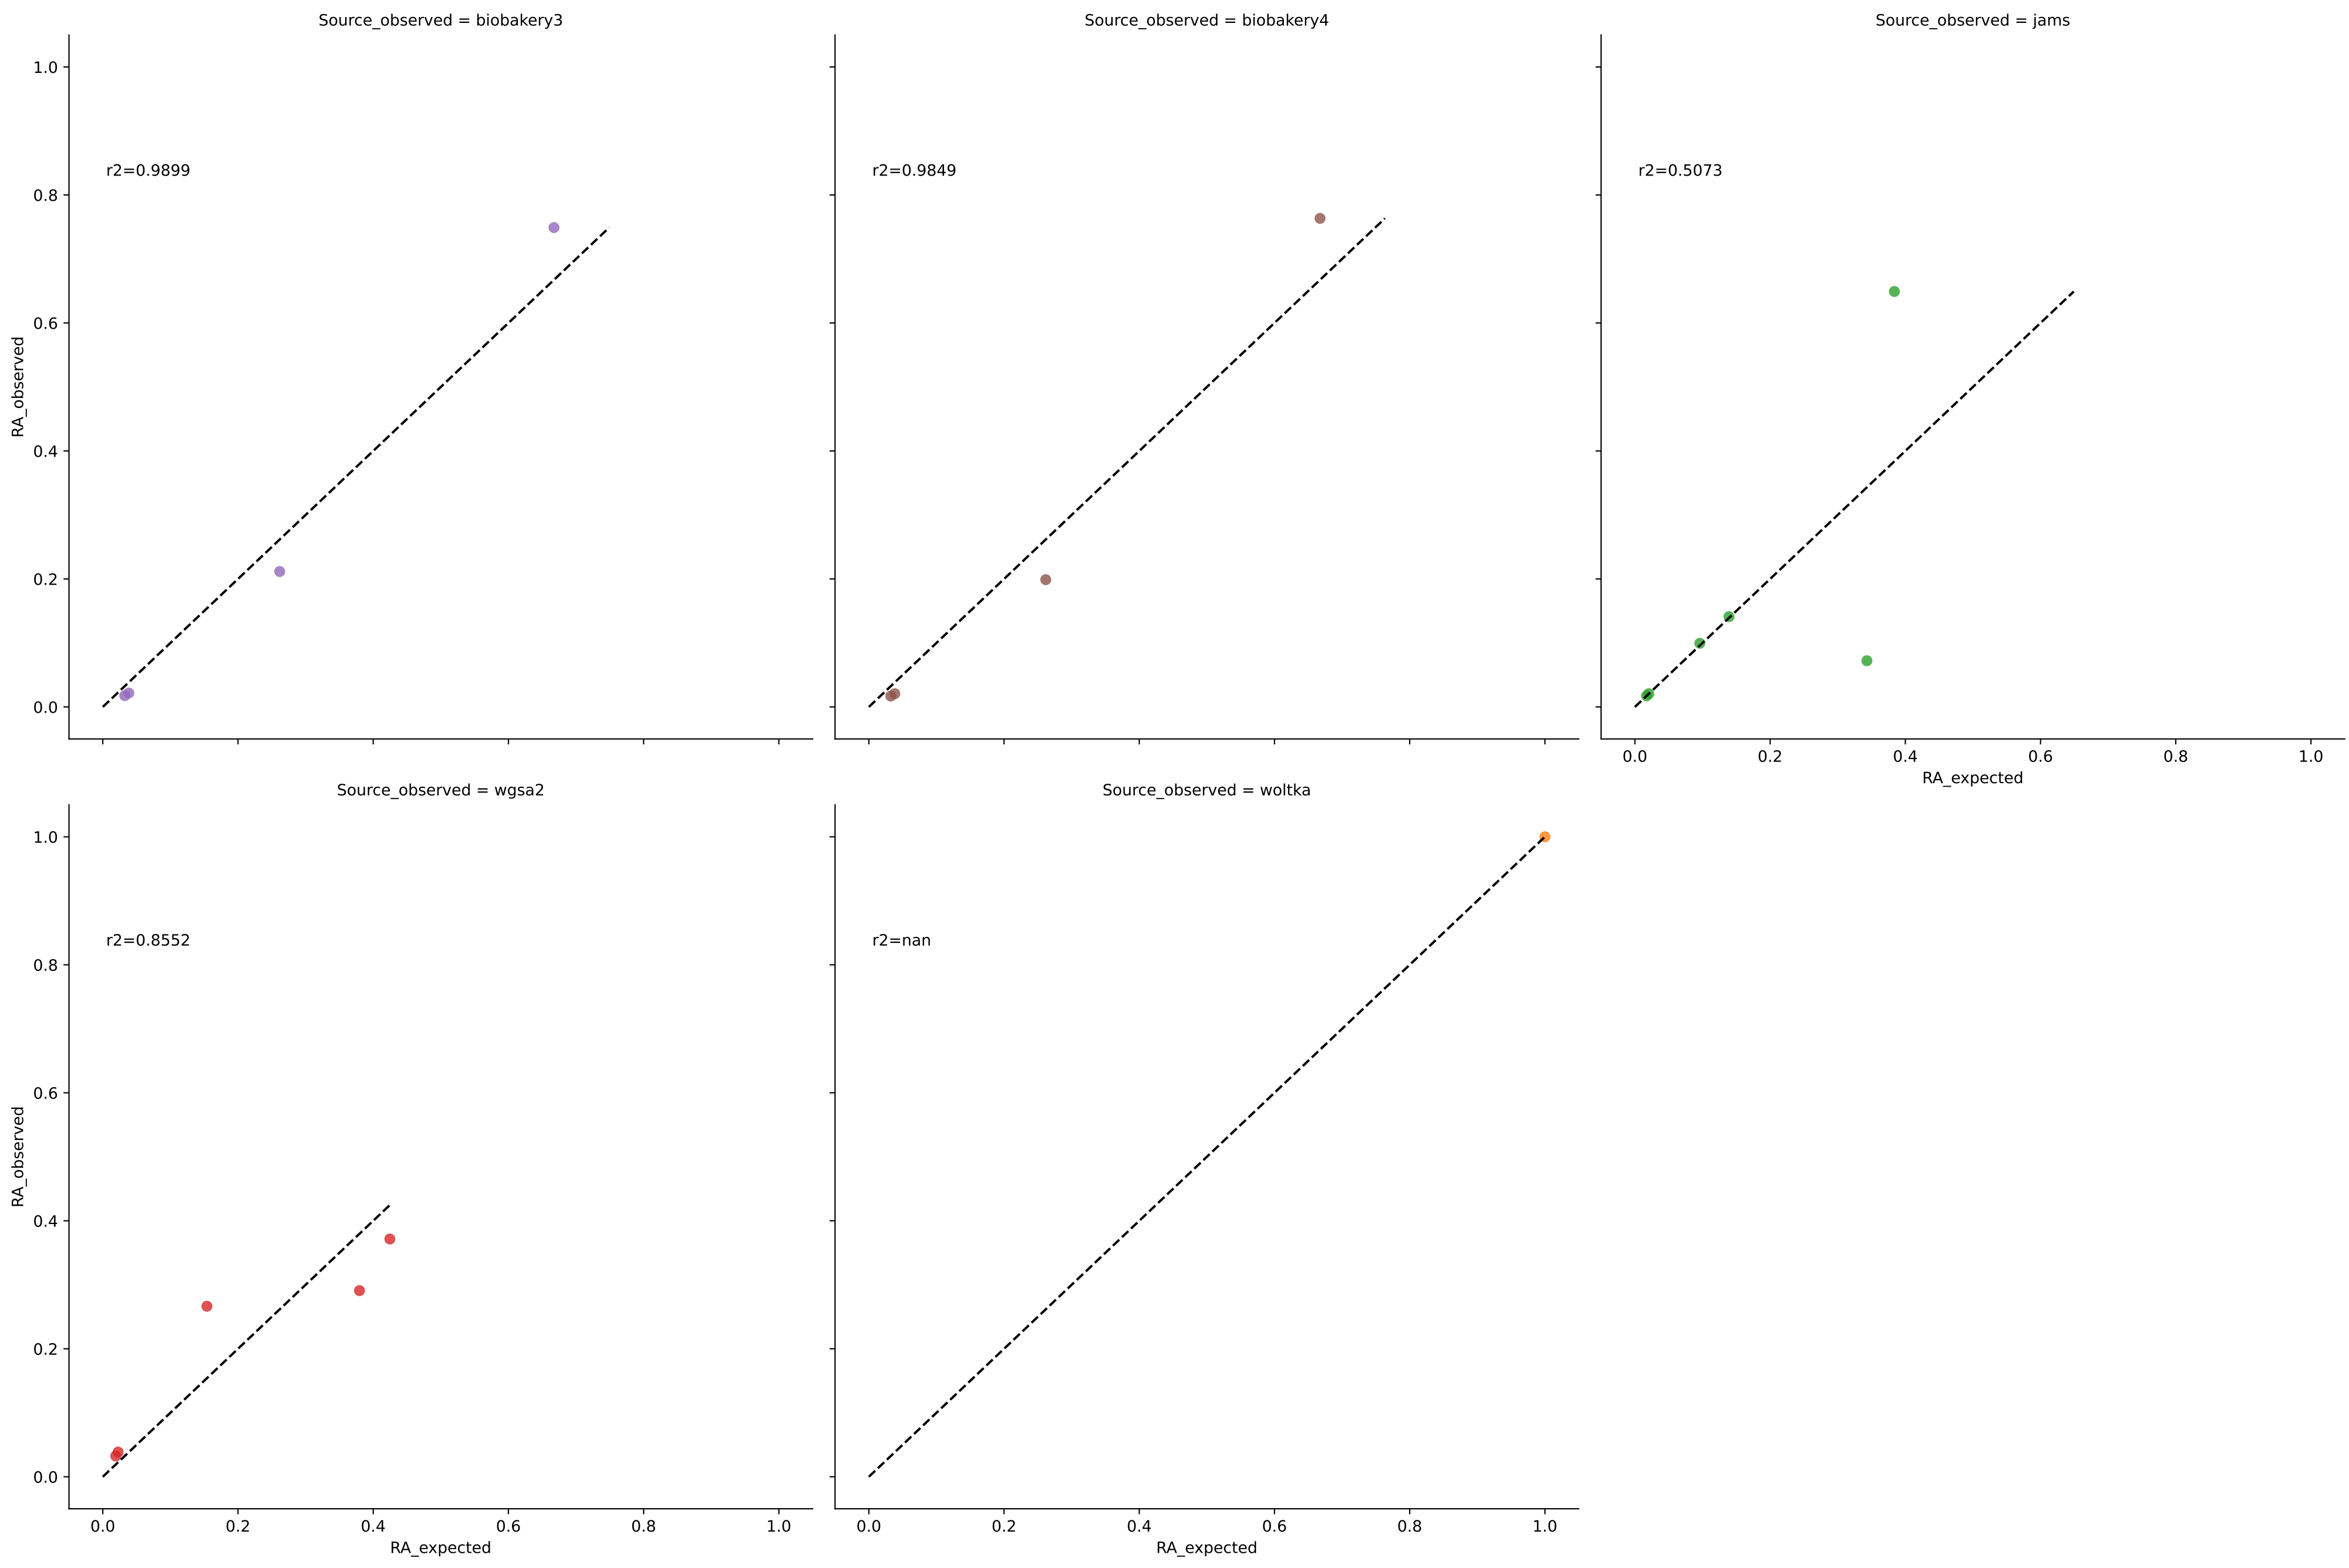 Source_observed = biobakery3
Source_observed = biobakery4
Source_observed = jams
1.0
0.8
0.6
0.4
0.2
0.0
RA_observed
r2=0.9899
r2=0.9849
r2=0.5073
0.0 0.2 0.4 0.6 0.8 1.0
RA_expected
Source_observed = wgsa2
Source_observed = woltka
1.0
0.8
0.6
0.4
0.2
0.0
RA_observed
r2=0.8552
r2=nan
0.0 0.2 0.4 0.6 0.8 1.0
RA_expected
0.0 0.2 0.4 0.6 0.8 1.0
RA_expected